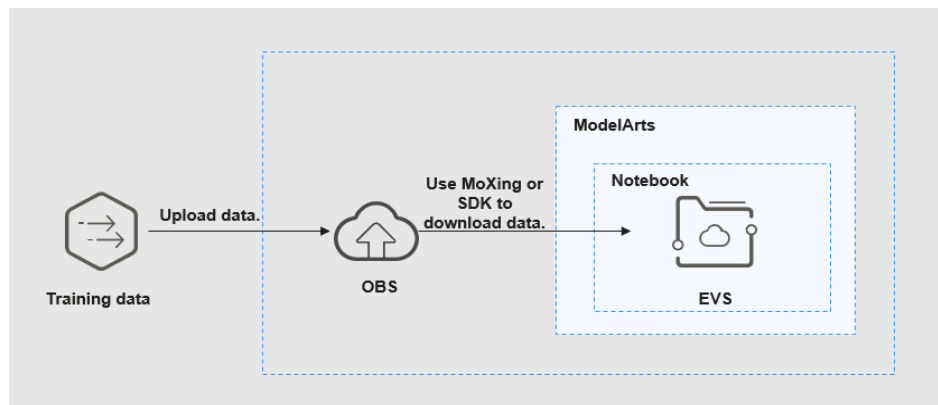 ModelArts
Notebook
Use MoXing or
SDK to
download data.
Upload data.
Training data
OBS
EVS